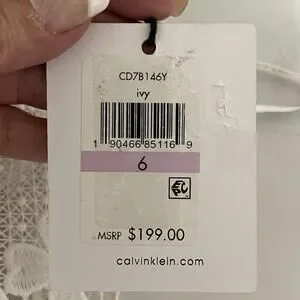 CD7B146Y
ivy
1 90466 85116 9
6
MSRP $199.00
calvinklein.com